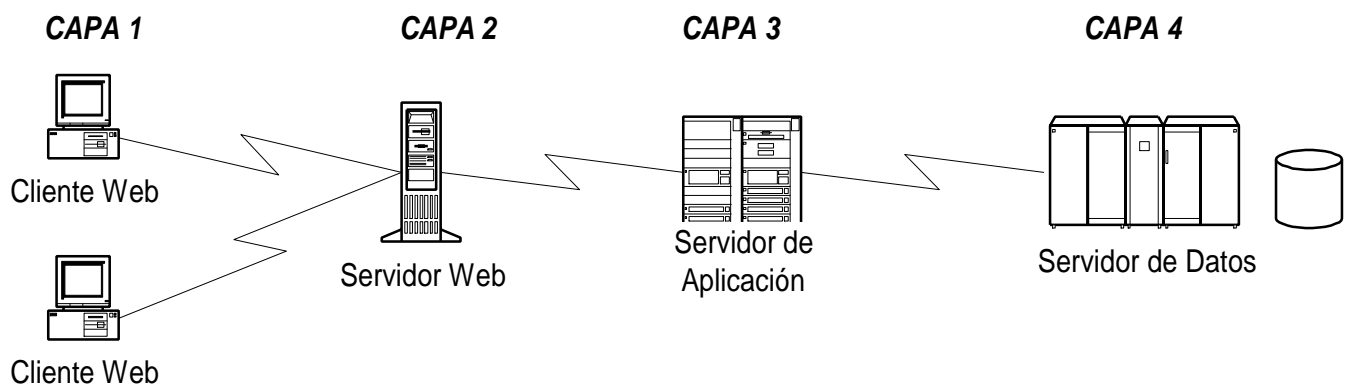 CAPA 1
CAPA 2
CAPA 3
CAPA 4
Cliente Web
Servidor Web
Servidor de
Aplicación
Servidor de Datos
Cliente Web